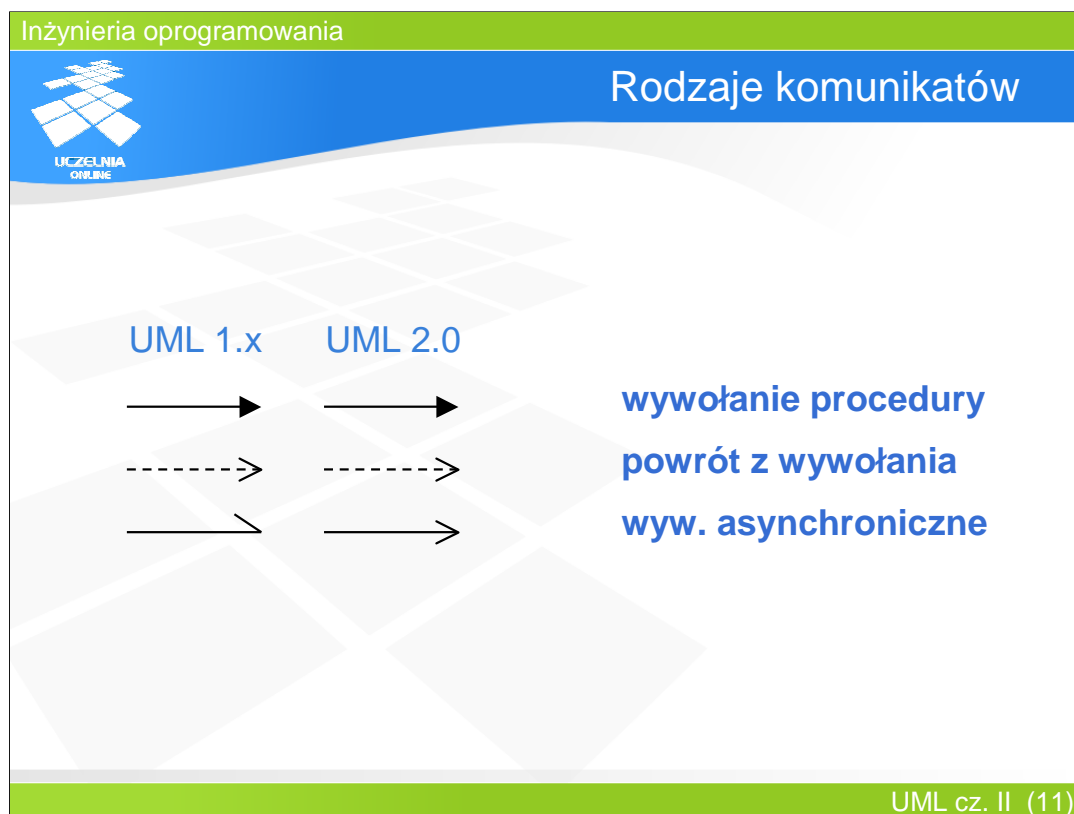 Inżynieria oprogramowania
Rodzaje komunikatów
UCZELNIA
ONLINE
UML 1.x UML 2.0
wywołanie procedury
powrót z wywołania
wyw. asynchroniczne
UML cz. II (11)